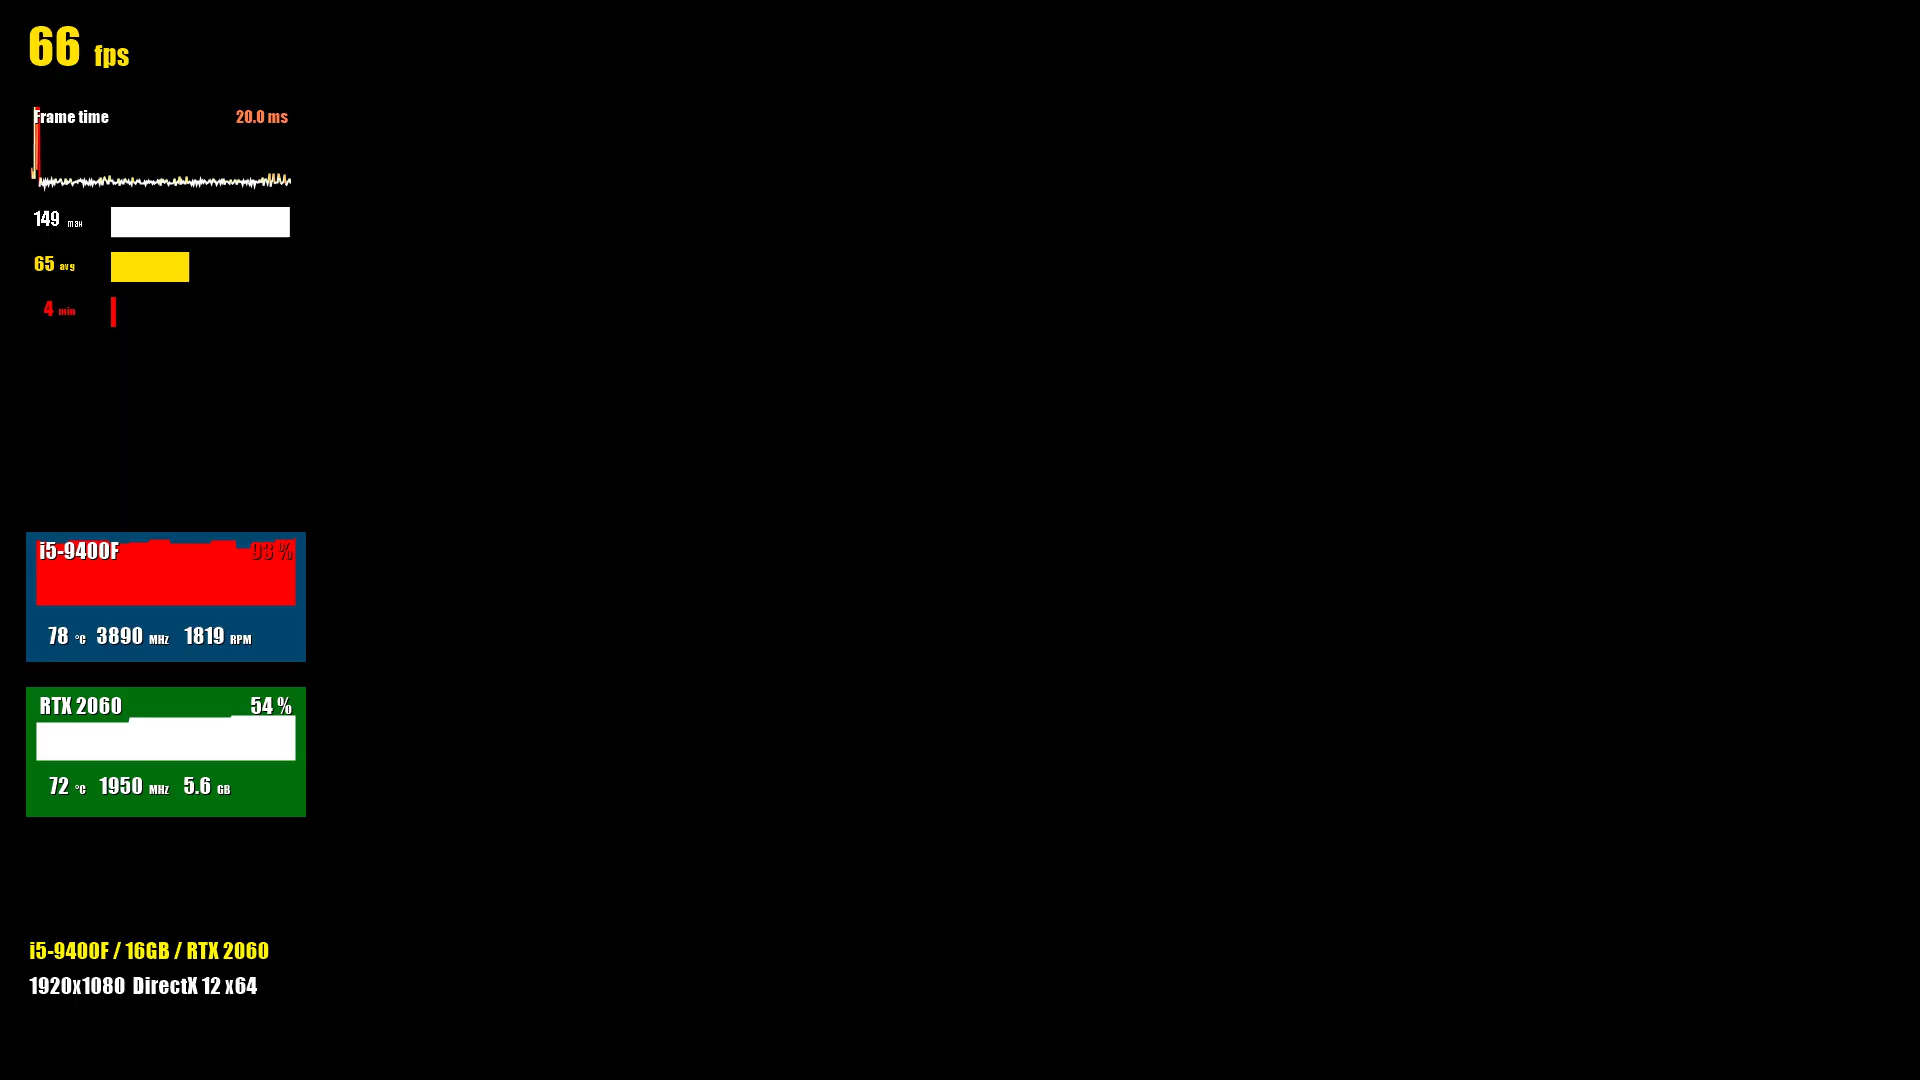 66 fps
Frame time 20.0 ms
149 max
65 avg
4 min
i5-9400F 93 %
78 °C 3890 MHz 1819 RPM
RTX 2060 54 %
72 °C 1950 MHz 5.6 GB
i5-9400F / 16GB / RTX 2060
1920x1080 DirectX 12 x64